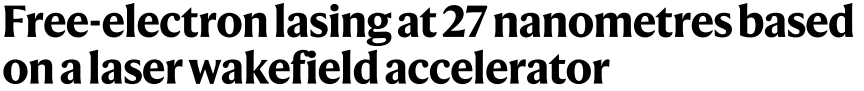 Free-electron lasing at 27 nanometres based
on a laser wakefield accelerator